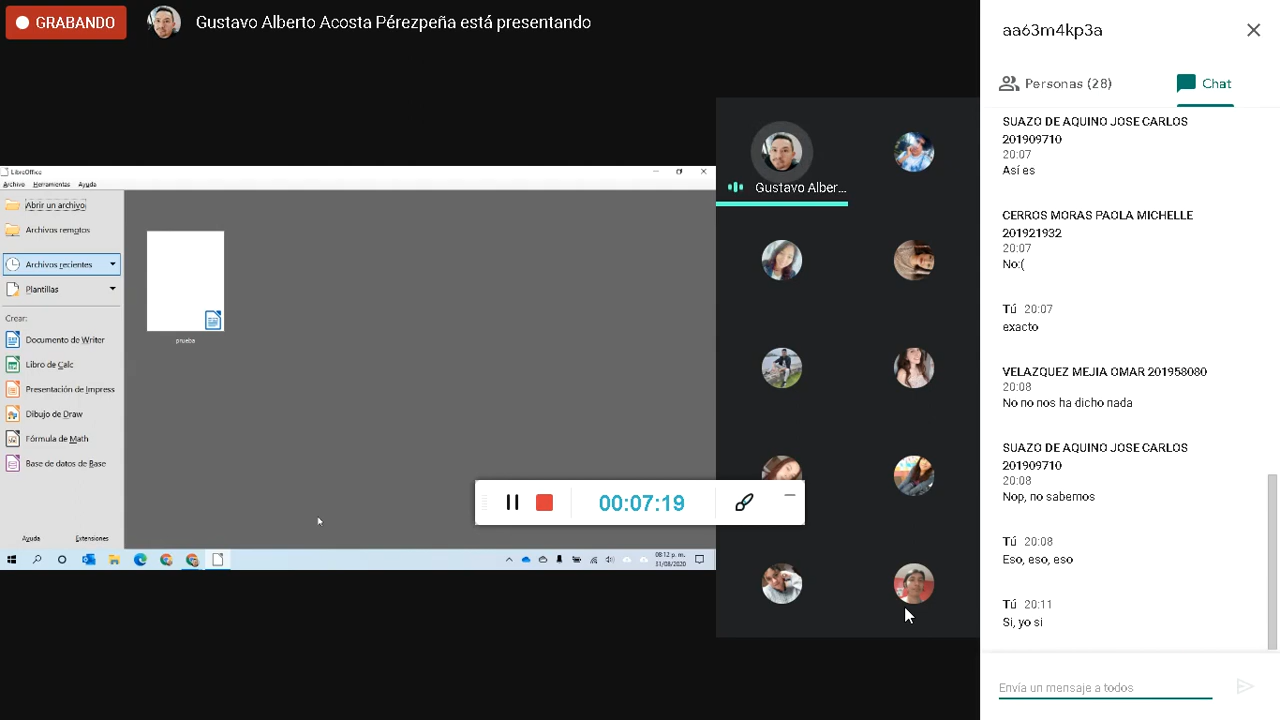 GRABANDO
Gustavo Alberto Acosta Pérezpeña está presentando
LibreOffice
Archivo Herramientas Ayuda
Abrir un archivo
Archivos remotos
Archivos recientes
Plantillas
Crear:
Documento de Writer
Libro de Calc
Presentación de Impress
Dibujo de Draw
Fórmula de Math
Base de datos de Base
Ayuda Extensiones
prueba
08:12 p. m.
11/08/2020
Gustavo Alber...
00:07:19
aa63m4kp3a
Personas (28) Chat
SUAZO DE AQUINO JOSE CARLOS
201909710
20:07
Así es
CERROS MORAS PAOLA MICHELLE
201921932
20:07
No:(
Tú 20:07
exacto
VELAZQUEZ MEJIA OMAR 201958080
20:08
No no nos ha dicho nada
SUAZO DE AQUINO JOSE CARLOS
201909710
20:08
Nop, no sabemos
Tú 20:08
Eso, eso, eso
Tú 20:11
Si, yo si
Envía un mensaje a todos